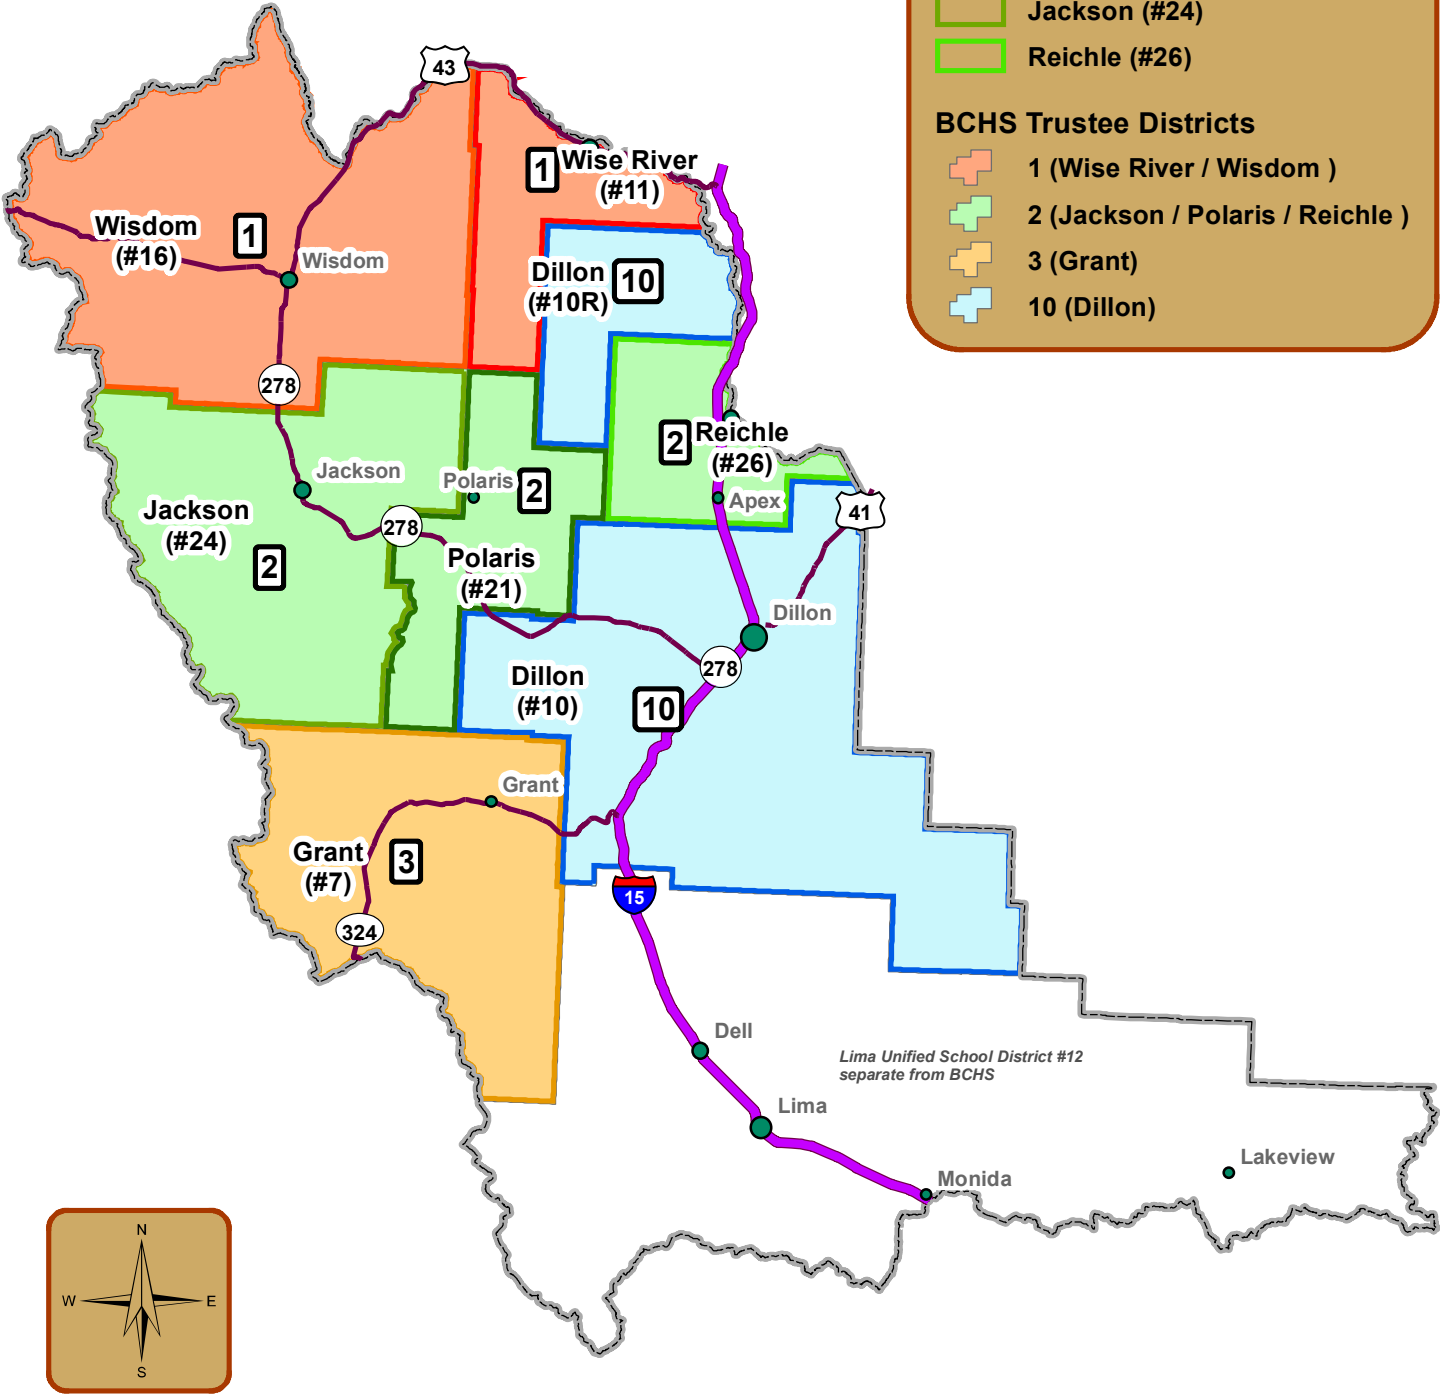 Jackson (#24)
Reichle (#26)
BCHS Trustee Districts
1 (Wise River / Wisdom )
2 (Jackson / Polaris / Reichle )
3 (Grant)
10 (Dillon)
43
1
Wise River
(#11)
Wisdom
(#16)
1
Wisdom
Dillon
(#10R)
10
278
2
Reichle
(#26)
Jackson
Polaris
2
Apex
41
Jackson
(#24)
278
2
Polaris
(#21)
Dillon
278
Dillon
(#10)
10
Grant
Grant
(#7)
3
15
324
Dell
Lima Unified School District #12
separate from BCHS
Lima
Lakeview
Monida
N
W
E
S